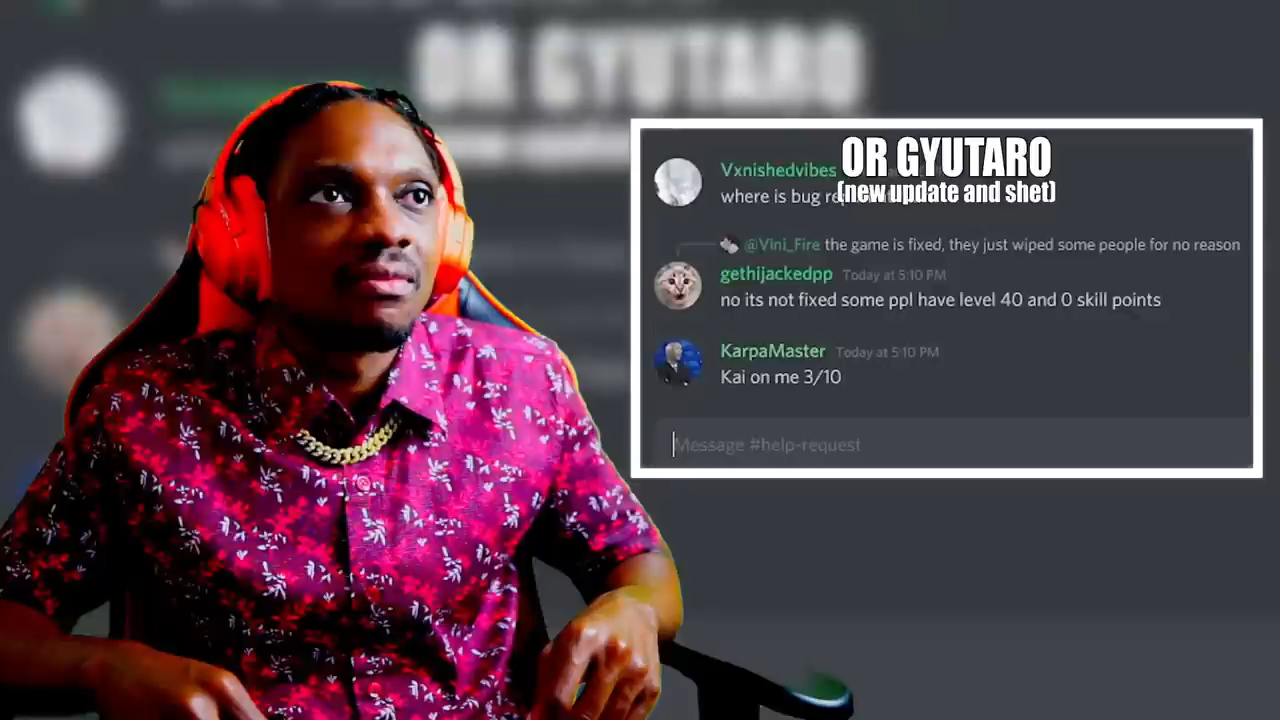 OR GYUTARO
OR GYUTARO
Vxnishedvibes
(new update and shet)
where is bug
@Vini_Fire the game is fixed, they just wiped some people for no reason
gethijackedpp Today at 5:10 PM
no its not fixed some ppl have level 40 and 0 skill points
KarpaMaster Today at 5:10 PM
Kai on me 3/10
Message #help-request